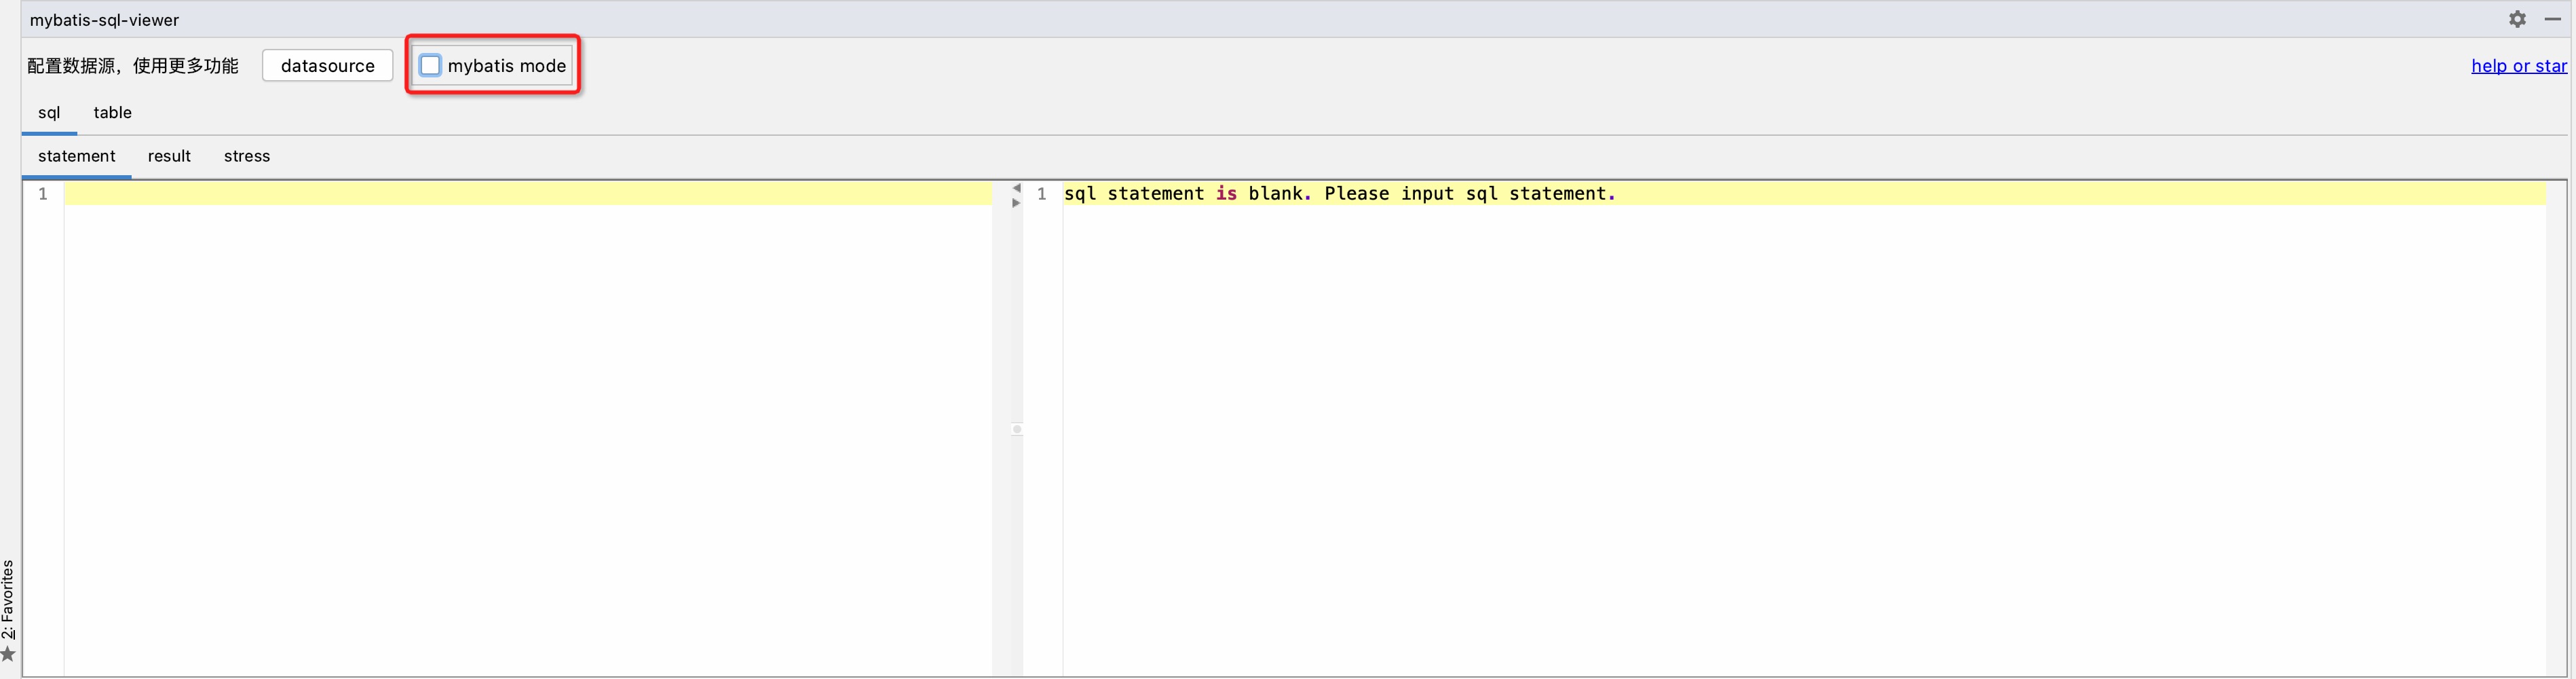 mybatis-sql-viewer
配置数据源，使用更多功能 datasource mybatis mode help or star
sql table
statement result stress
1
1 sql statement is blank. Please input sql statement.
2: Favorites